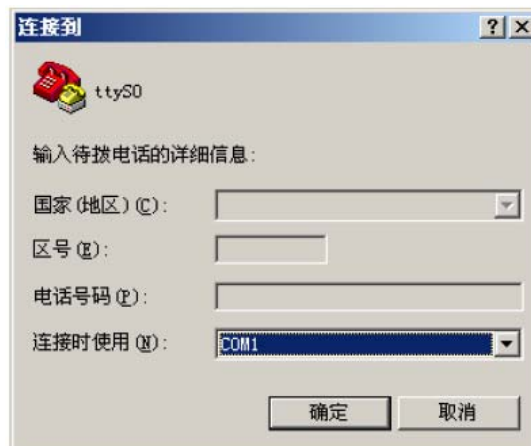 连接到
ttyS0
输入待拨电话的详细信息:
国家(地区)(C):
区号(E):
电话号码(P):
连接时使用(N): COM1
确定 取消